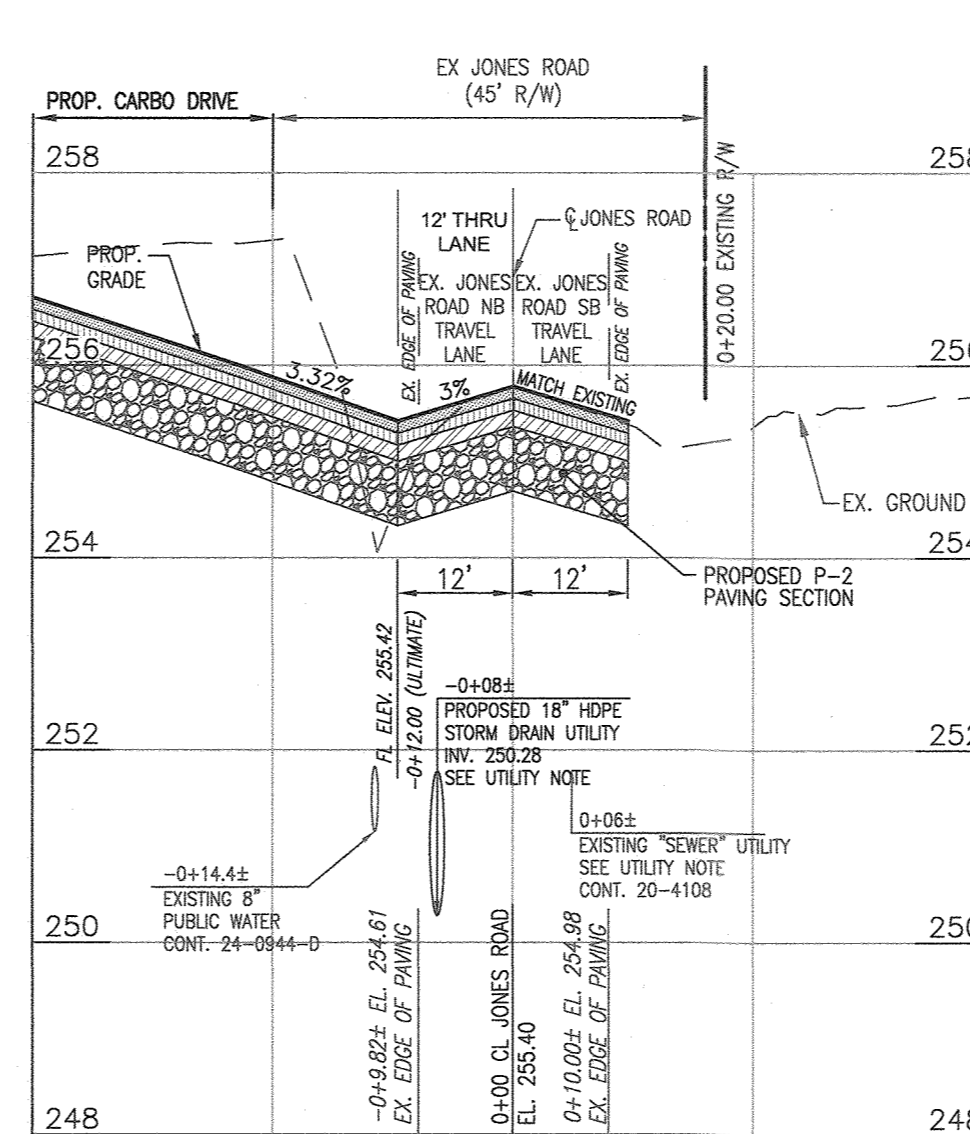 EX JONES ROAD
(45' R/W)
PROP. CARBO DRIVE
258
258
0+20.00 EXISTING R/W
12' THRU
LANE
℄ JONES ROAD
PROP.
GRADE
EX. EDGE OF PAVING
EX. JONES
ROAD NB
TRAVEL
LANE
EX. JONES
ROAD SB
TRAVEL
LANE
EX. EDGE OF PAVING
256
256
3.32%
3%
MATCH EXISTING
EX. GROUND
254
254
12'
12'
PROPOSED P-2
PAVING SECTION
FL ELEV. 255.42
-0+12.00 (ULTIMATE)
-0+08±
PROPOSED 18" HDPE
STORM DRAIN UTILITY
INV. 250.28
SEE UTILITY NOTE
252
252
0+06±
EXISTING "SEWER" UTILITY
SEE UTILITY NOTE
CONT. 20-4108
-0+14.4±
EXISTING 8"
PUBLIC WATER
CONT. 24-0944-D
250
250
-0+9.82± EL. 254.61
EX. EDGE OF PAVING
0+00 CL JONES ROAD
EL. 255.40
0+10.00± EL. 254.98
EX. EDGE OF PAVING
248
248